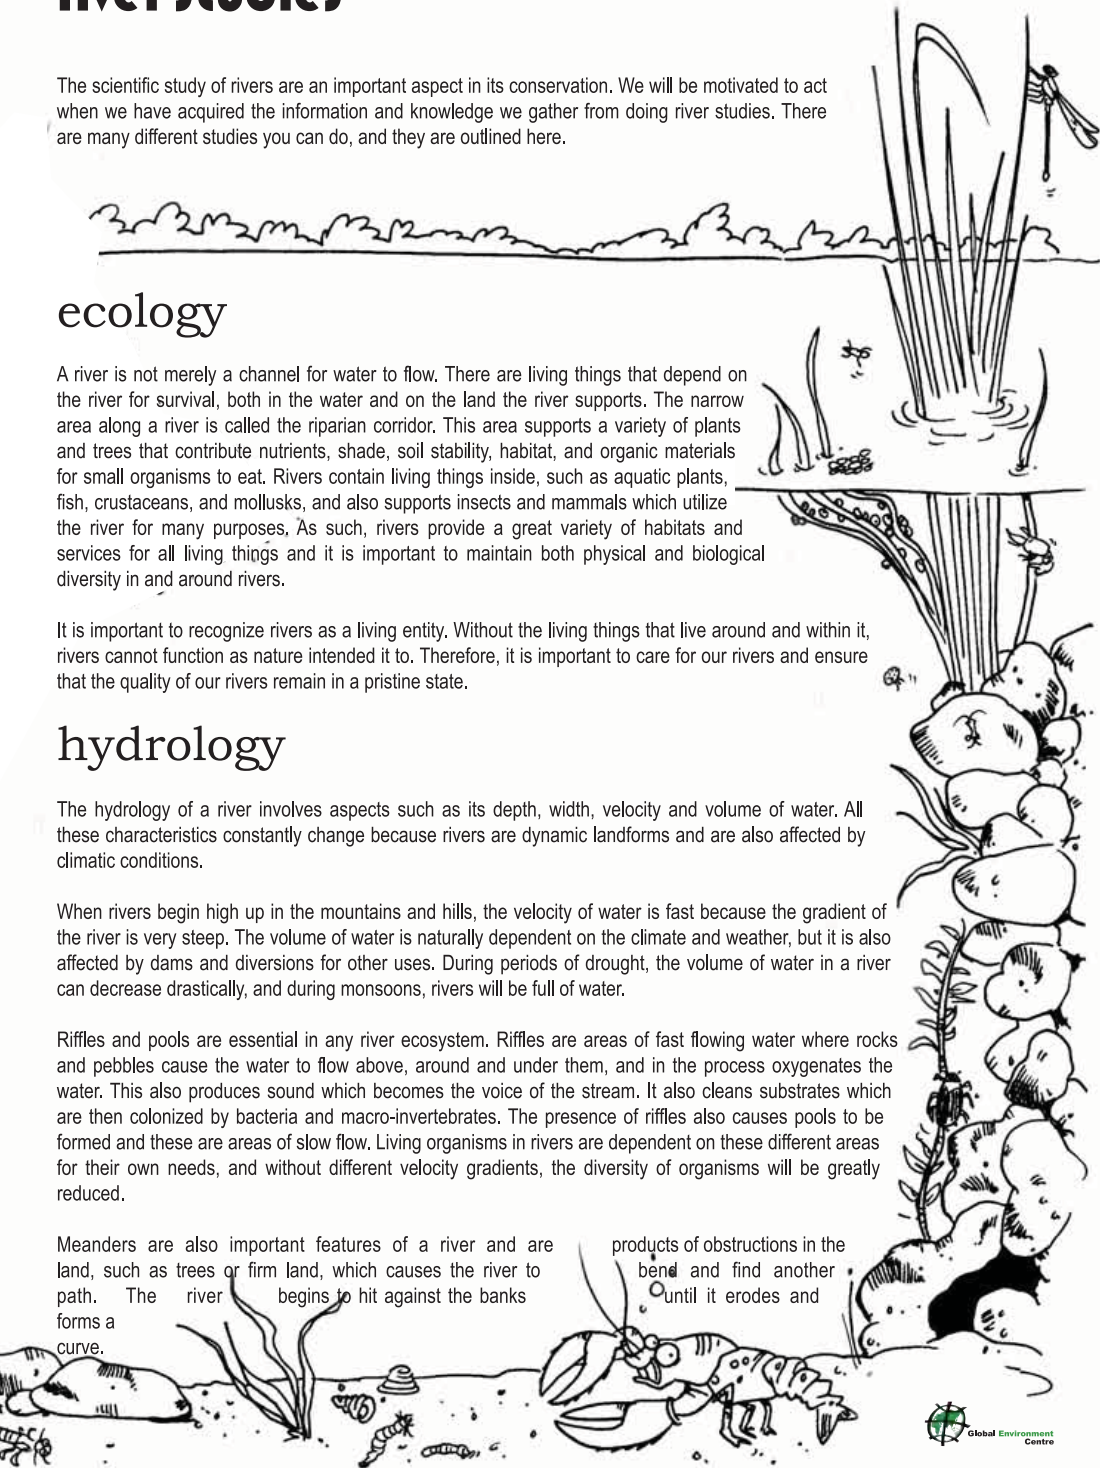 river studies
The scientific study of rivers are an important aspect in its conservation. We will be motivated to act
when we have acquired the information and knowledge we gather from doing river studies. There
are many different studies you can do, and they are outlined here.
ecology
A river is not merely a channel for water to flow. There are living things that depend on
the river for survival, both in the water and on the land the river supports. The narrow
area along a river is called the riparian corridor. This area supports a variety of plants
and trees that contribute nutrients, shade, soil stability, habitat, and organic materials
for small organisms to eat. Rivers contain living things inside, such as aquatic plants,
fish, crustaceans, and mollusks, and also supports insects and mammals which utilize
the river for many purposes. As such, rivers provide a great variety of habitats and
services for all living things and it is important to maintain both physical and biological
diversity in and around rivers.
It is important to recognize rivers as a living entity. Without the living things that live around and within it,
rivers cannot function as nature intended it to. Therefore, it is important to care for our rivers and ensure
that the quality of our rivers remain in a pristine state.
hydrology
The hydrology of a river involves aspects such as its depth, width, velocity and volume of water. All
these characteristics constantly change because rivers are dynamic landforms and are also affected by
climatic conditions.
When rivers begin high up in the mountains and hills, the velocity of water is fast because the gradient of
the river is very steep. The volume of water is naturally dependent on the climate and weather, but it is also
affected by dams and diversions for other uses. During periods of drought, the volume of water in a river
can decrease drastically, and during monsoons, rivers will be full of water.
Riffles and pools are essential in any river ecosystem. Riffles are areas of fast flowing water where rocks
and pebbles cause the water to flow above, around and under them, and in the process oxygenates the
water. This also produces sound which becomes the voice of the stream. It also cleans substrates which
are then colonized by bacteria and macro-invertebrates. The presence of riffles also causes pools to be
formed and these are areas of slow flow. Living organisms in rivers are dependent on these different areas
for their own needs, and without different velocity gradients, the diversity of organisms will be greatly
reduced.
Meanders are also important features of a river and are products of obstructions in the
land, such as trees or firm land, which causes the river to bend and find another
path. The river begins to hit against the banks until it erodes and
forms a
curve.
Global Environment
Centre